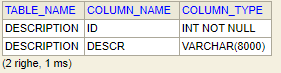 TABLE_NAME COLUMN_NAME COLUMN_TYPE
DESCRIPTION ID INT NOT NULL
DESCRIPTION DESCR VARCHAR(8000)
(2 righe, 1 ms)